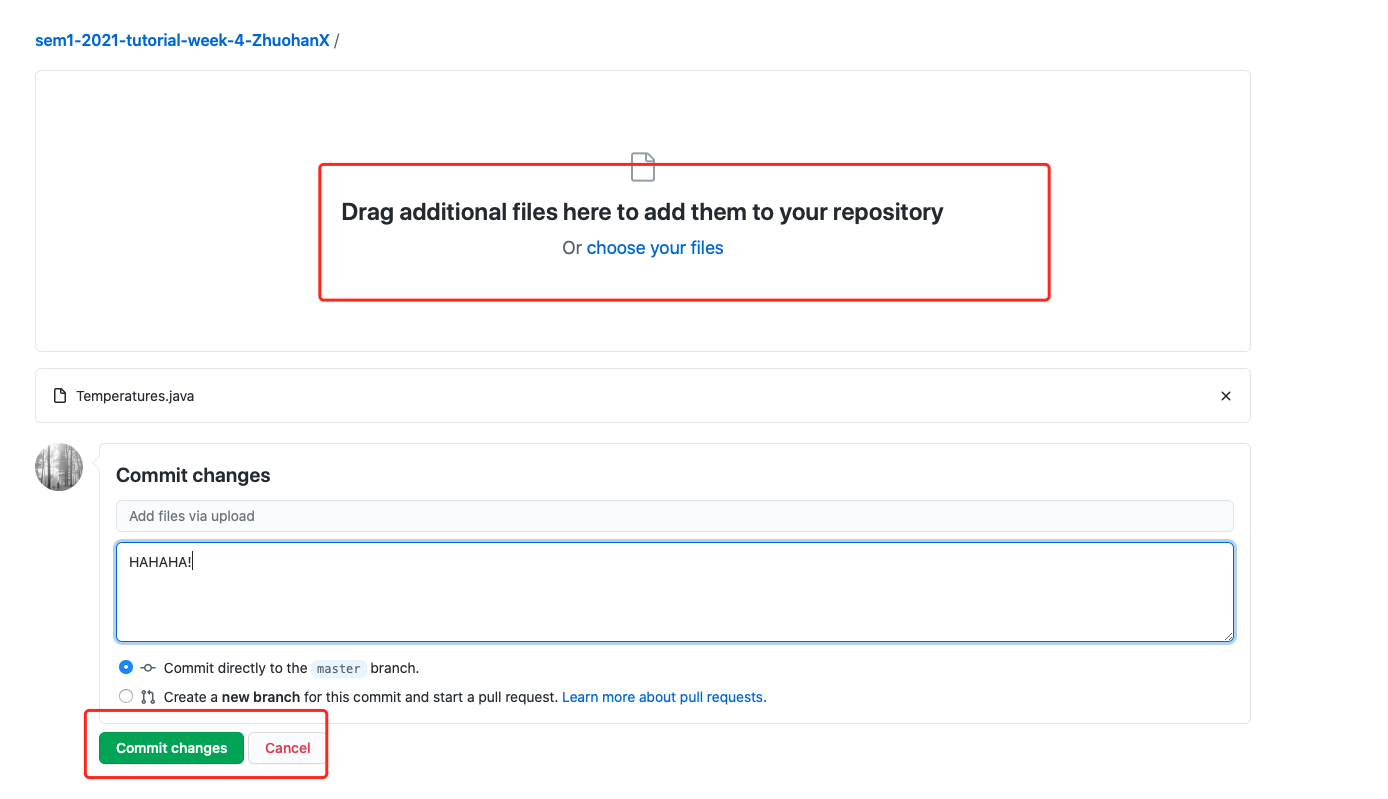 sem1-2021-tutorial-week-4-ZhuohanX /
Drag additional files here to add them to your repository
Or choose your files
Temperatures.java
Commit changes
Add files via upload
HAHAHA!
Commit directly to the master branch.
Create a new branch for this commit and start a pull request. Learn more about pull requests.
Commit changes Cancel